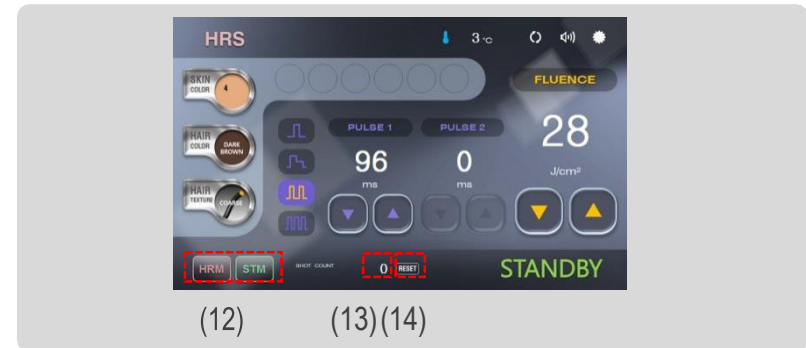 HRS
3 °C
SKIN COLOR 4
FLUENCE
PULSE 1
PULSE 2
28
HAIR COLOR DARK BROWN
96
0
J/cm²
ms
ms
HAIR TEXTURE COARSE
HRM STM
SHOT COUNT 0 RESET
STANDBY
(12) (13) (14)